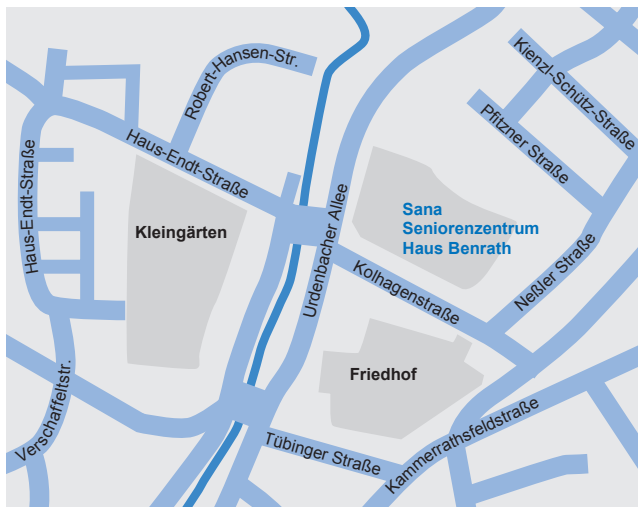 Robert-Hansen-Str.
Kienzl-Schütz-Straße
Pfitzner Straße
Haus-Endt-Straße
Haus-Endt-Straße
Kleingärten
Urdenbacher Allee
Sana
Seniorenzentrum
Haus Benrath
Neßler Straße
Kolhagenstraße
Friedhof
Verschaffeltstr.
Tübinger Straße
Kammerrathsfeldstraße